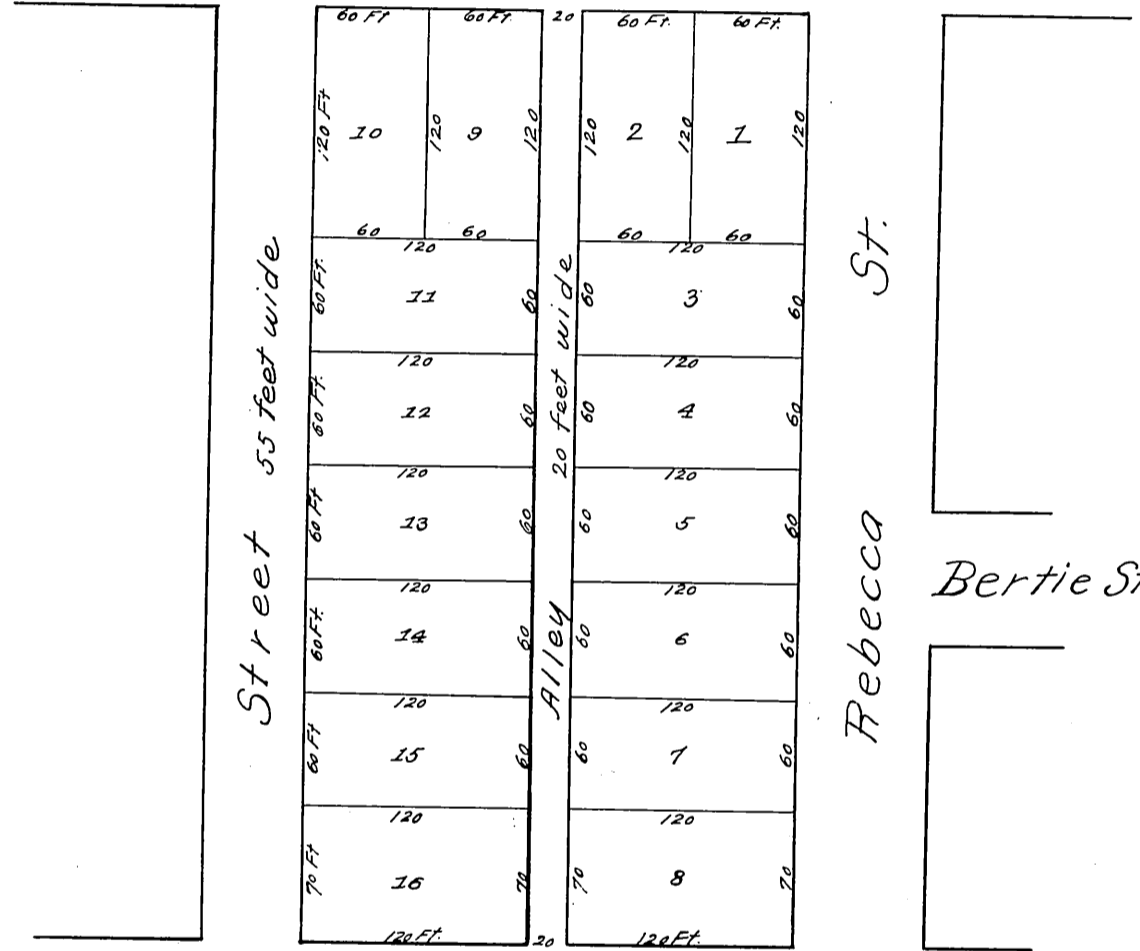 60 Ft 60 Ft. 20 60 Ft. 60 Ft.
120 Ft 10 120 9 120 120 2 120 1 120
60 60 60 60
120 120
60 Ft. 11 60 60 3 60
120 120
60 Ft. 12 60 60 4 60
120 120
60 Ft 13 60 60 5 60
120 120
60 Ft. 14 60 60 6 60
120 120
60 Ft 15 60 60 7 60
120 120
70 Ft 16 70 70 8 70
120 Ft. 20 120 Ft.
Street 55 feet wide
Alley 20 feet wide
Rebecca St.
Bertie St